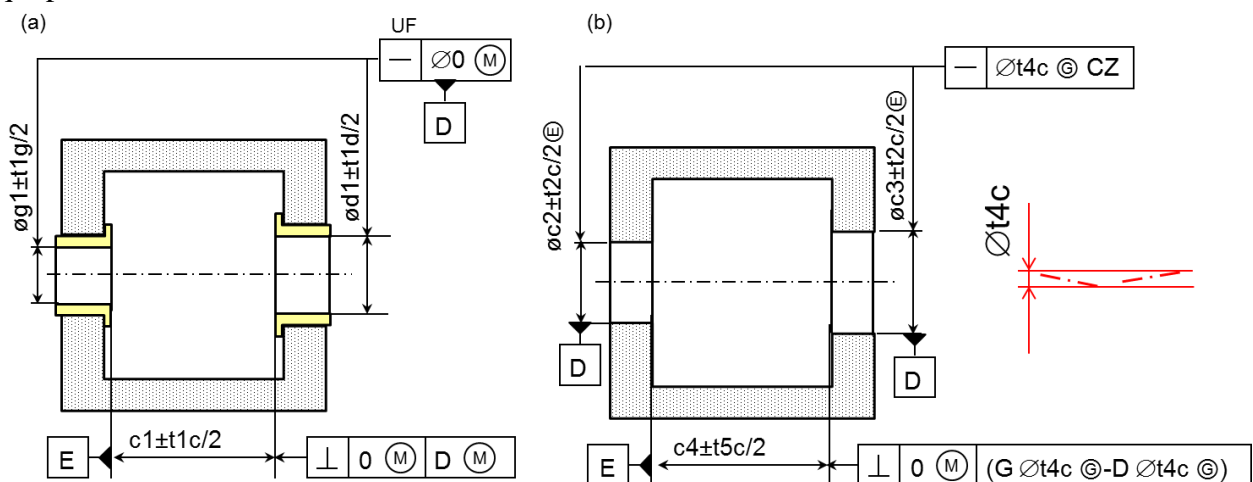 (a)
UF
— ∅0 Ⓜ
D
øg1±t1g/2
ød1±t1d/2
E
c1±t1c/2
⊥ 0 Ⓜ D Ⓜ
(b)
— ∅t4c Ⓖ CZ
øc2±t2c/2Ⓔ
øc3±t2c/2Ⓔ
D
D
∅t4c
E
c4±t5c/2
⊥ 0 Ⓜ (G ∅t4c Ⓖ-D ∅t4c Ⓖ)